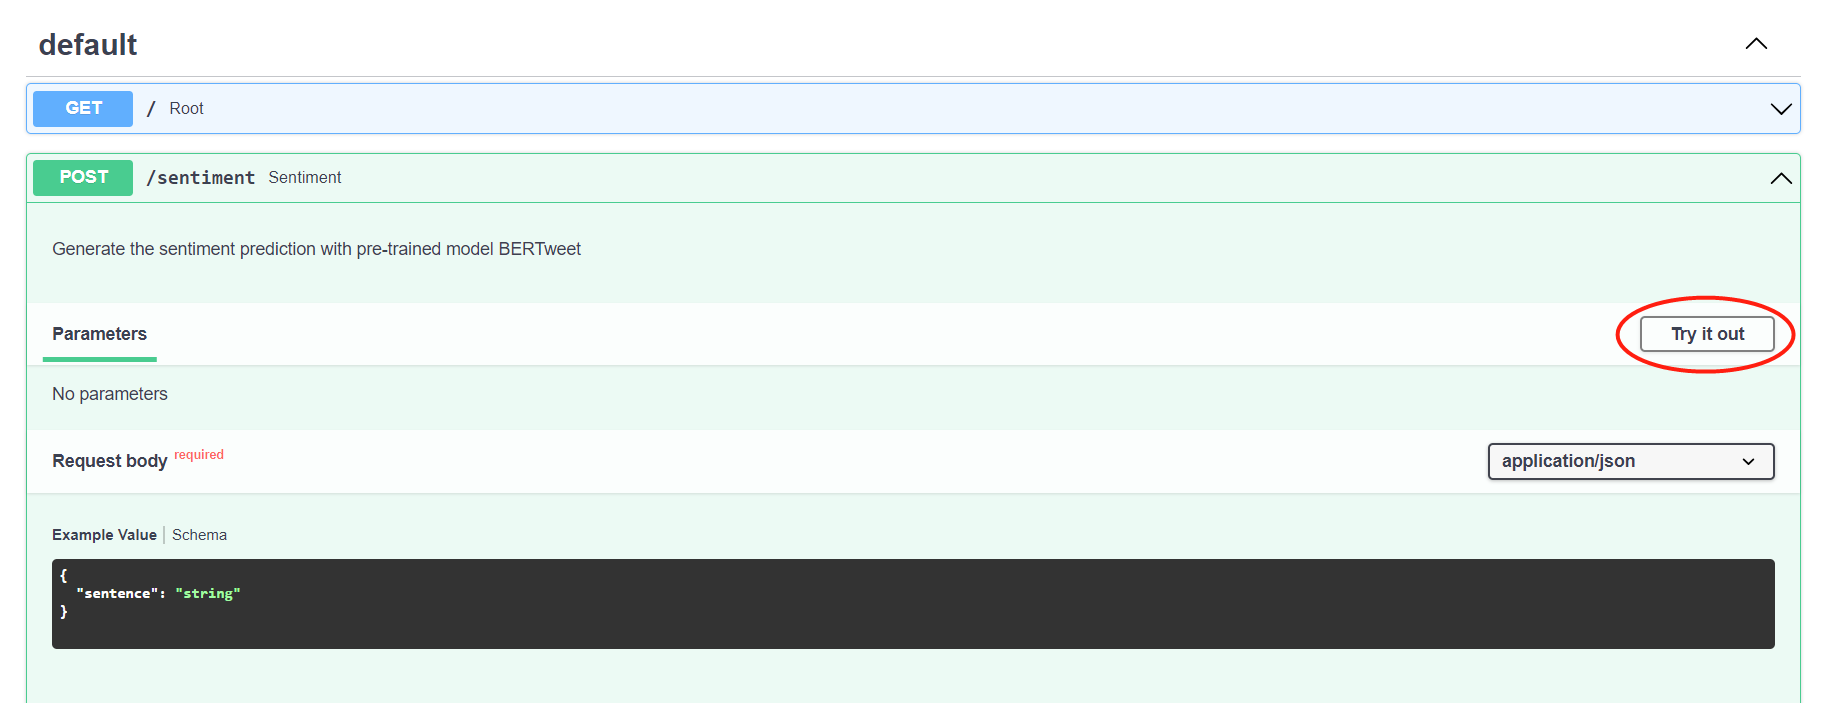 default
GET / Root
POST /sentiment Sentiment
Generate the sentiment prediction with pre-trained model BERTweet
Parameters
Try it out
No parameters
Request body required
application/json
Example Value | Schema
{
  "sentence": "string"
}